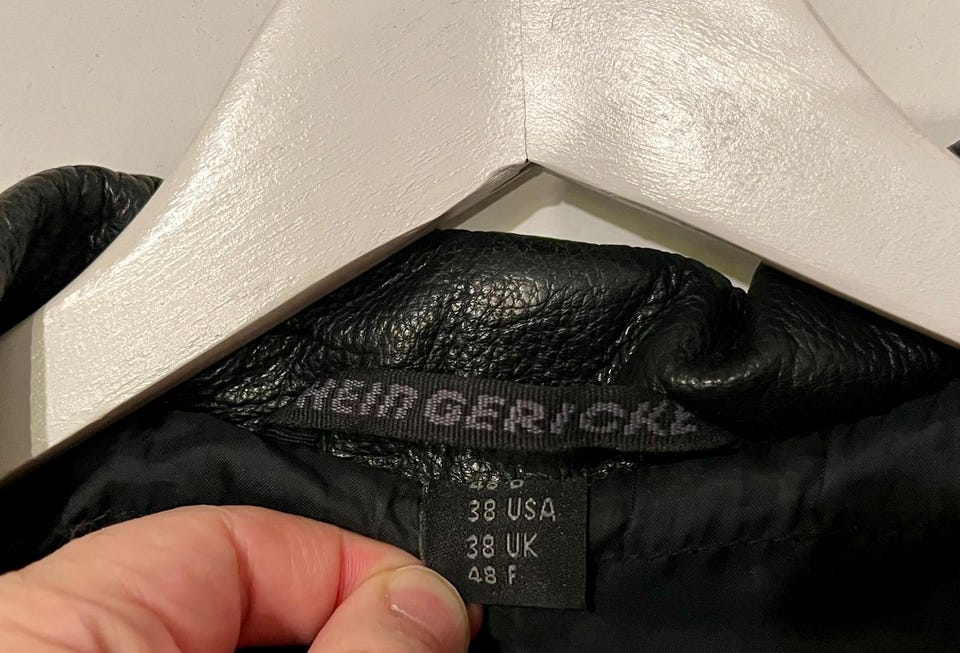 HEIN GERICKE
38 USA
38 UK
48 F